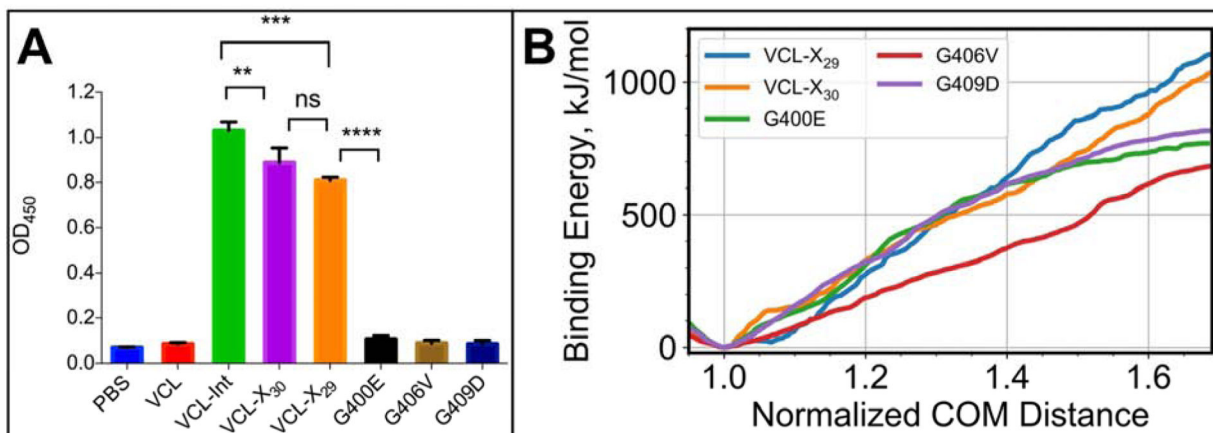 A
***
**
ns
****
OD450
1.2
1.0
0.8
0.6
0.4
0.2
0.0
PBS
VCL
VCL-Int
VCL-X30
VCL-X29
G400E
G406V
G409D
B
Binding Energy, kJ/mol
1000
500
0
VCL-X29
VCL-X30
G400E
G406V
G409D
1.0
1.2
1.4
1.6
Normalized COM Distance